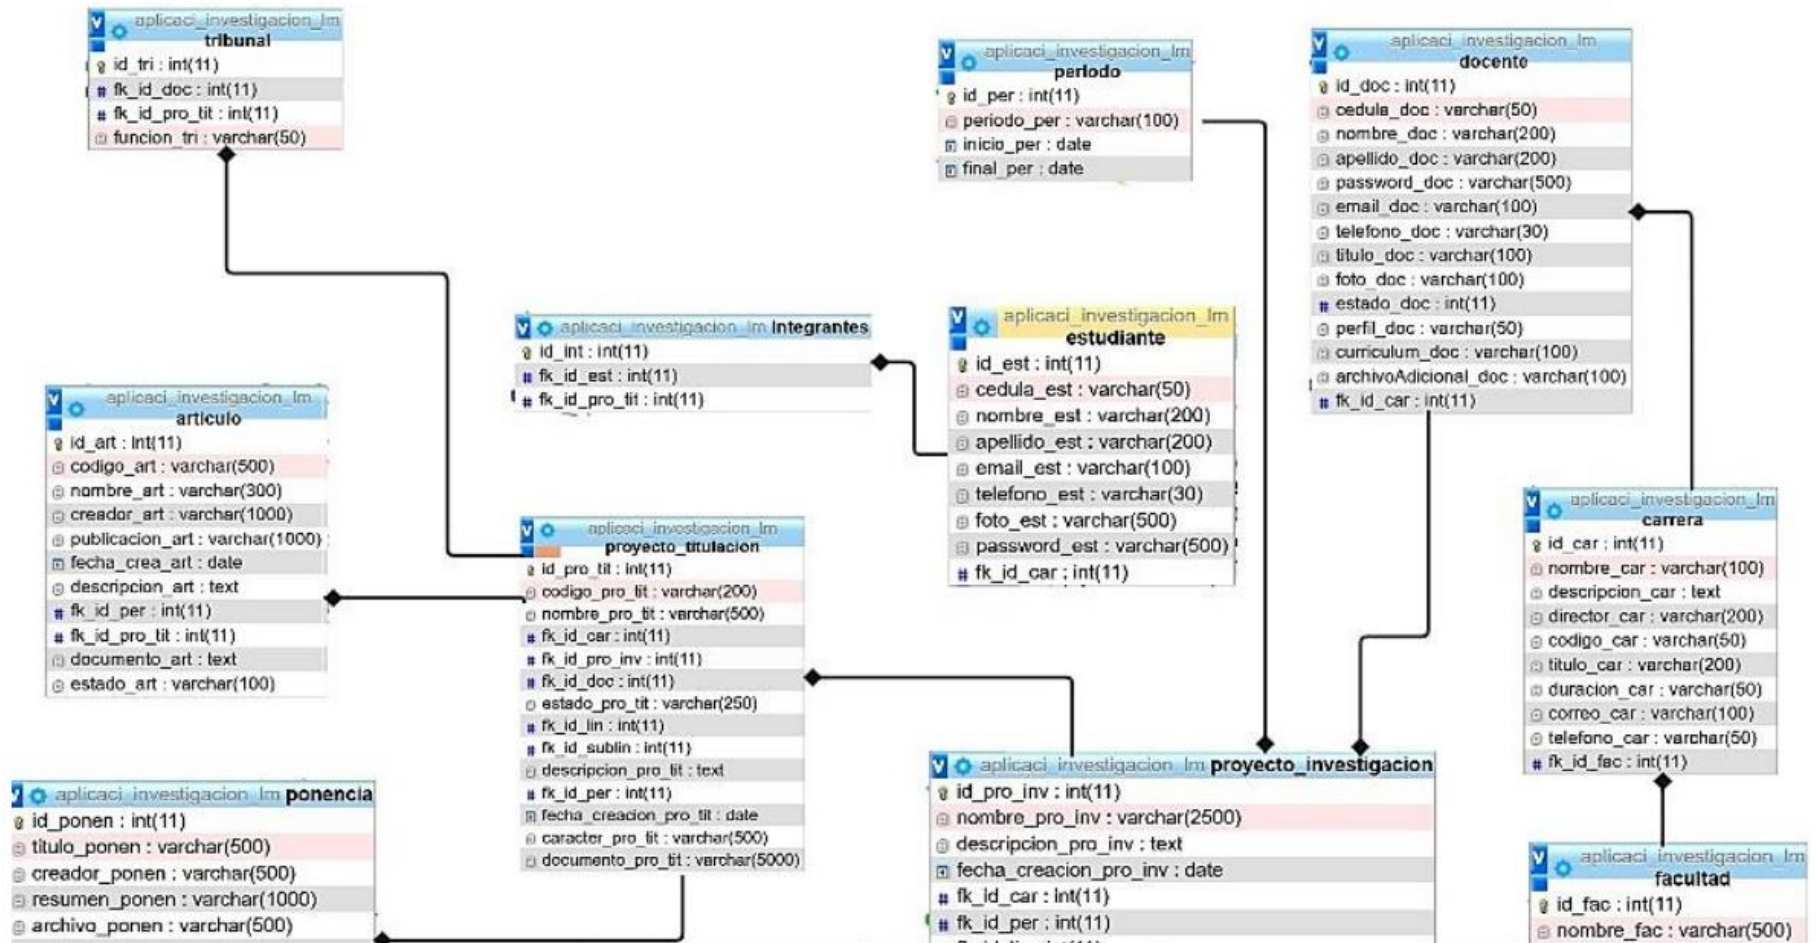 aplicaci_investigacion_lm
tribunal
id_tri : int(11)
fk_id_doc : int(11)
fk_id_pro_tit : int(11)
funcion_tri : varchar(50)
aplicaci_investigacion_lm
periodo
id_per : int(11)
periodo_per : varchar(100)
inicio_per : date
final_per : date
aplicaci_investigacion_lm
docente
id_doc : int(11)
cedula_doc : varchar(50)
nombre_doc : varchar(200)
apellido_doc : varchar(200)
password_doc : varchar(500)
email_doc : varchar(100)
telefono_doc : varchar(30)
titulo_doc : varchar(100)
foto_doc : varchar(100)
estado_doc : int(11)
perfil_doc : varchar(50)
curriculum_doc : varchar(100)
archivoAdicional_doc : varchar(100)
fk_id_car : int(11)
aplicaci_investigacion_lm integrantes
id_int : int(11)
fk_id_est : int(11)
fk_id_pro_tit : int(11)
aplicaci_investigacion_lm
estudiante
id_est : int(11)
cedula_est : varchar(50)
nombre_est : varchar(200)
apellido_est : varchar(200)
email_est : varchar(100)
telefono_est : varchar(30)
foto_est : varchar(500)
password_est : varchar(500)
fk_id_car : int(11)
aplicaci_investigacion_lm
articulo
id_art : int(11)
codigo_art : varchar(500)
nombre_art : varchar(300)
creador_art : varchar(1000)
publicacion_art : varchar(1000)
fecha_crea_art : date
descripcion_art : text
fk_id_per : int(11)
fk_id_pro_tit : int(11)
documento_art : text
estado_art : varchar(100)
aplicaci_investigacion_lm
proyecto_titulacion
id_pro_tit : int(11)
codigo_pro_tit : varchar(200)
nombre_pro_tit : varchar(500)
fk_id_car : int(11)
fk_id_pro_inv : int(11)
fk_id_doc : int(11)
estado_pro_tit : varchar(250)
fk_id_lin : int(11)
fk_id_sublin : int(11)
descripcion_pro_tit : text
fk_id_per : int(11)
fecha_creacion_pro_tit : date
caracter_pro_tit : varchar(500)
documento_pro_tit : varchar(5000)
aplicaci_investigacion_lm
carrera
id_car : int(11)
nombre_car : varchar(100)
descripcion_car : text
director_car : varchar(200)
codigo_car : varchar(50)
titulo_car : varchar(200)
duracion_car : varchar(50)
correo_car : varchar(100)
telefono_car : varchar(50)
fk_id_fac : int(11)
aplicaci_investigacion_lm ponencia
id_ponen : int(11)
titulo_ponen : varchar(500)
creador_ponen : varchar(500)
resumen_ponen : varchar(1000)
archivo_ponen : varchar(500)
aplicaci_investigacion_lm proyecto_investigacion
id_pro_inv : int(11)
nombre_pro_inv : varchar(2500)
descripcion_pro_inv : text
fecha_creacion_pro_inv : date
fk_id_car : int(11)
fk_id_per : int(11)
aplicaci_investigacion_lm
facultad
id_fac : int(11)
nombre_fac : varchar(500)